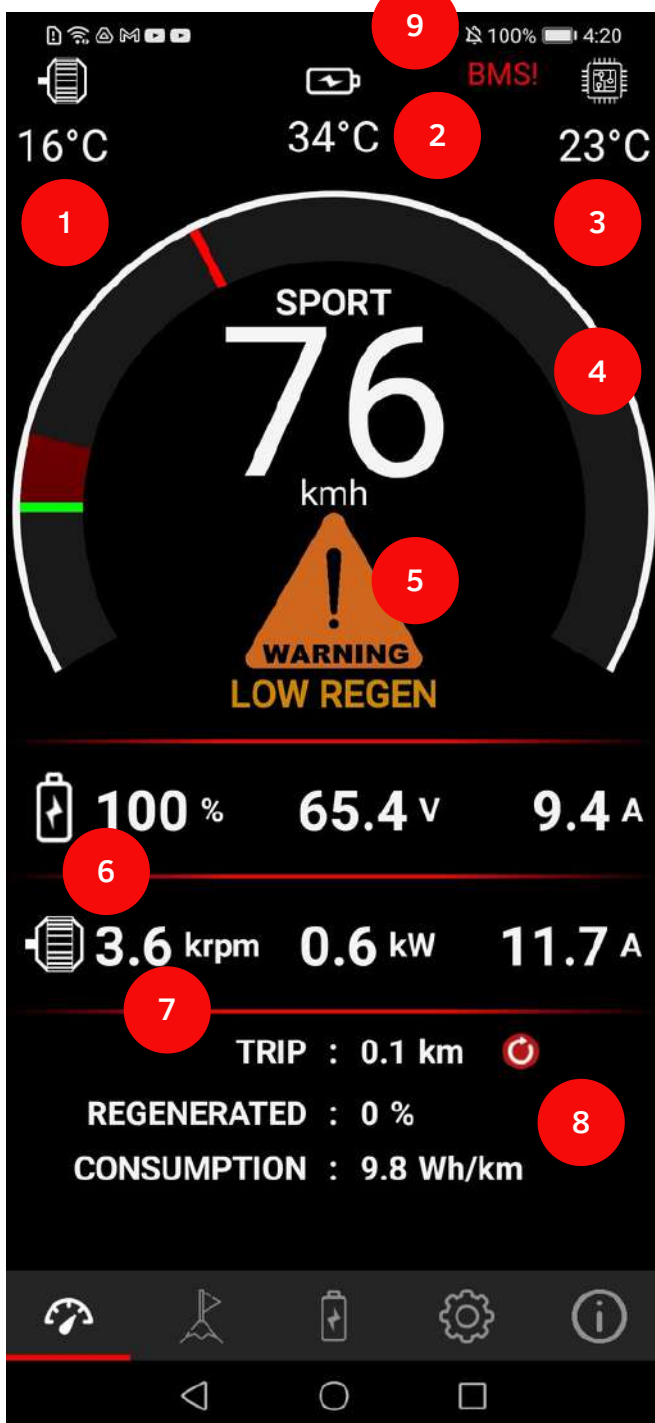 9
100% 4:20
BMS!
16°C 34°C 2 23°C
1 3
SPORT
76
4
kmh
5
WARNING
LOW REGEN
100 % 65.4 V 9.4 A
6
3.6 krpm 0.6 kW 11.7 A
7
TRIP : 0.1 km
REGENERATED : 0 %
8
CONSUMPTION : 9.8 Wh/km